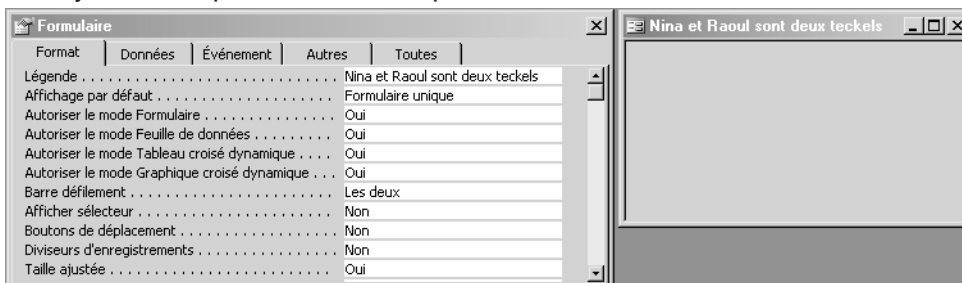 Formulaire
Format Données Événement Autres Toutes
Légende . . . . . . . . . . . . . . . . . . . . . . . . . . . . . Nina et Raoul sont deux teckels
Affichage par défaut . . . . . . . . . . . . . . . . . . . . Formulaire unique
Autoriser le mode Formulaire . . . . . . . . . . . . . . . Oui
Autoriser le mode Feuille de données . . . . . . . . . Oui
Autoriser le mode Tableau croisé dynamique . . . . Oui
Autoriser le mode Graphique croisé dynamique . . . Oui
Barre défilement . . . . . . . . . . . . . . . . . . . . . . . Les deux
Afficher sélecteur . . . . . . . . . . . . . . . . . . . . . . Non
Boutons de déplacement . . . . . . . . . . . . . . . . . Non
Diviseurs d'enregistrements . . . . . . . . . . . . . . . Non
Taille ajustée . . . . . . . . . . . . . . . . . . . . . . . . . Oui
Nina et Raoul sont deux teckels